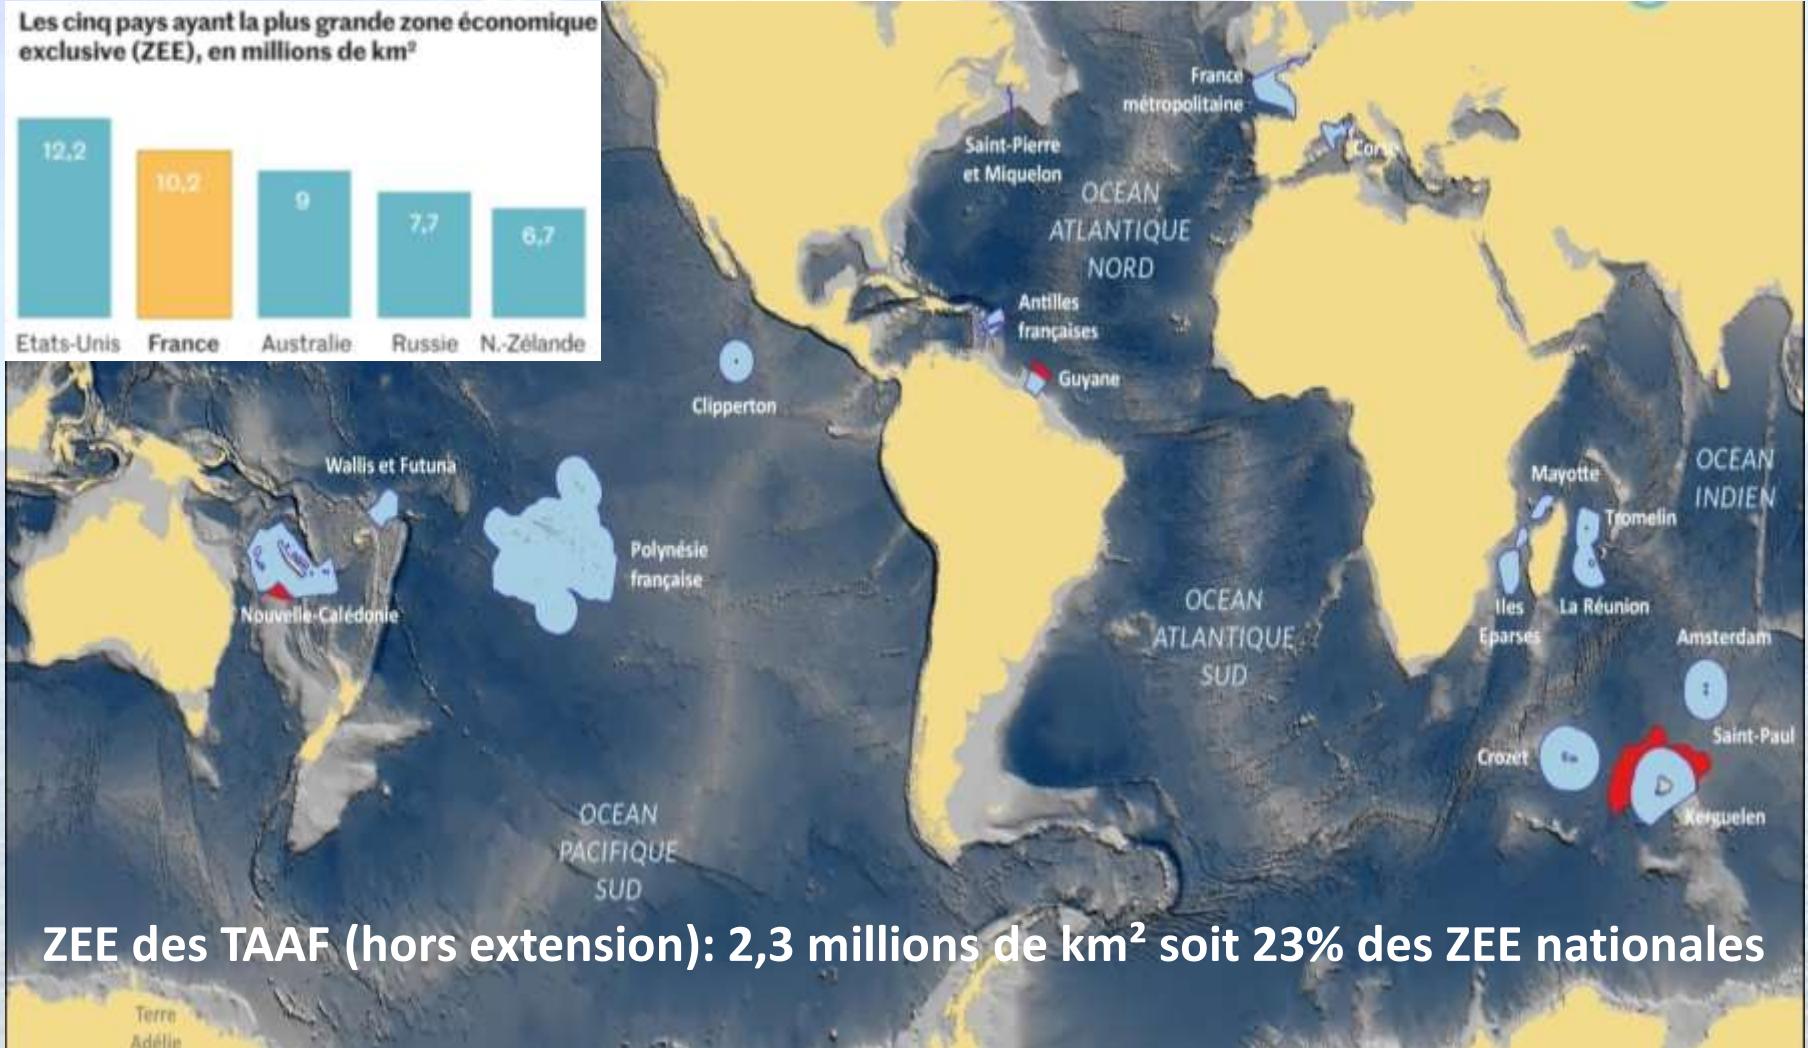 Les cinq pays ayant la plus grande zone économique
exclusive (ZEE), en millions de km²
12,2
10,2
9
7,7
6,7
Etats-Unis
France
Australie
Russie
N.-Zélande
France
métropolitaine
Saint-Pierre
et Miquelon
Corse
OCEAN
ATLANTIQUE
NORD
Antilles
françaises
Guyane
Clipperton
Wallis et Futuna
Polynésie
française
Nouvelle-Calédonie
OCEAN
INDIEN
Mayotte
Tromelin
Iles
Eparses
La Réunion
OCEAN
ATLANTIQUE
SUD
Amsterdam
Saint-Paul
Crozet
Kerguelen
OCEAN
PACIFIQUE
SUD
ZEE des TAAF (hors extension): 2,3 millions de km² soit 23% des ZEE nationales
Terre
Adélie